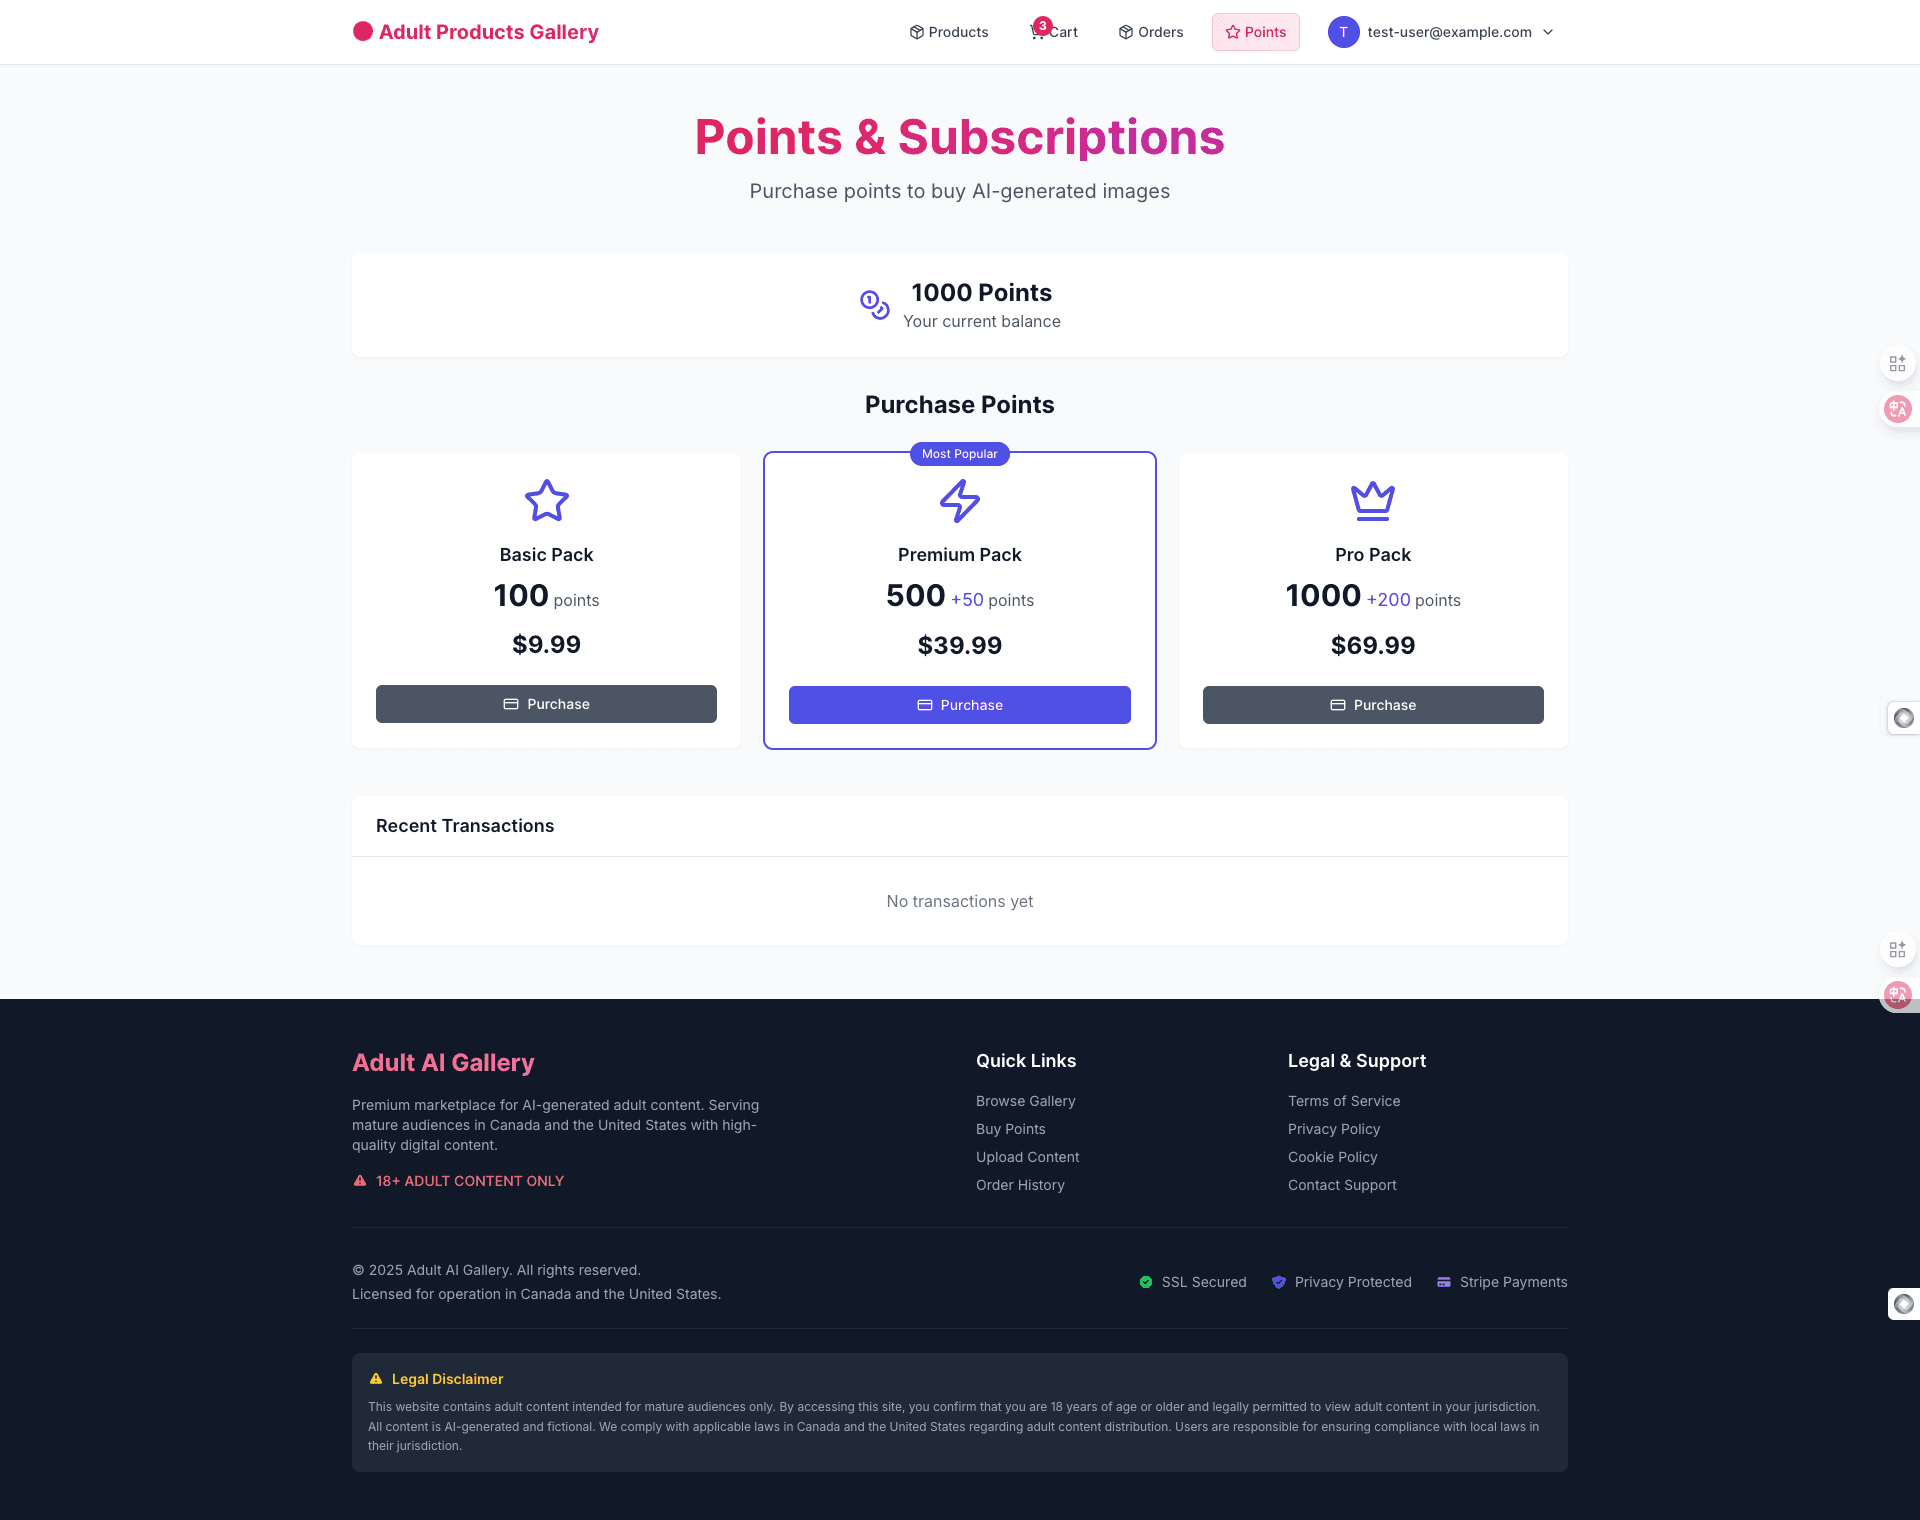 Adult Products Gallery
Products
3
Cart
Orders
Points
T
test-user@example.com
Points & Subscriptions
Purchase points to buy AI-generated images
1000 Points
Your current balance
Purchase Points
Basic Pack
100 points
$9.99
Purchase
Most Popular
Premium Pack
500 +50 points
$39.99
Purchase
Pro Pack
1000 +200 points
$69.99
Purchase
Recent Transactions
No transactions yet
Adult AI Gallery
Premium marketplace for AI-generated adult content. Serving
mature audiences in Canada and the United States with high-
quality digital content.
18+ ADULT CONTENT ONLY
Quick Links
Browse Gallery
Buy Points
Upload Content
Order History
Legal & Support
Terms of Service
Privacy Policy
Cookie Policy
Contact Support
© 2025 Adult AI Gallery. All rights reserved.
Licensed for operation in Canada and the United States.
SSL Secured
Privacy Protected
Stripe Payments
Legal Disclaimer
This website contains adult content intended for mature audiences only. By accessing this site, you confirm that you are 18 years of age or older and legally permitted to view adult content in your jurisdiction.
All content is AI-generated and fictional. We comply with applicable laws in Canada and the United States regarding adult content distribution. Users are responsible for ensuring compliance with local laws in
their jurisdiction.